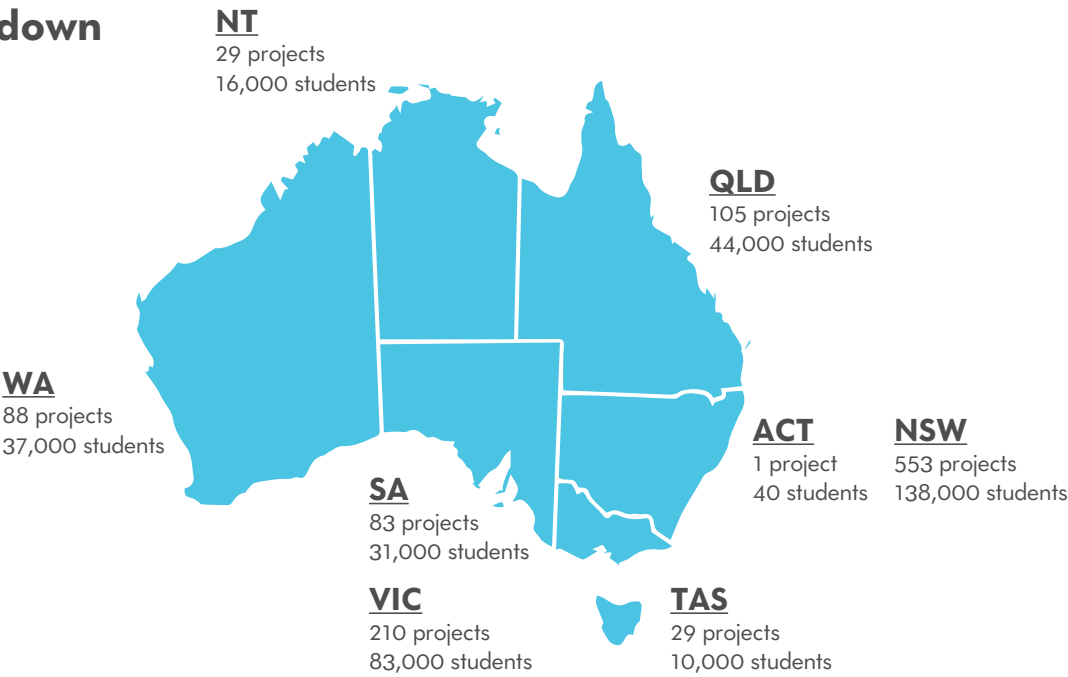 down
NT
29 projects
16,000 students
QLD
105 projects
44,000 students
WA
88 projects
37,000 students
ACT
1 project
40 students
NSW
553 projects
138,000 students
SA
83 projects
31,000 students
VIC
210 projects
83,000 students
TAS
29 projects
10,000 students